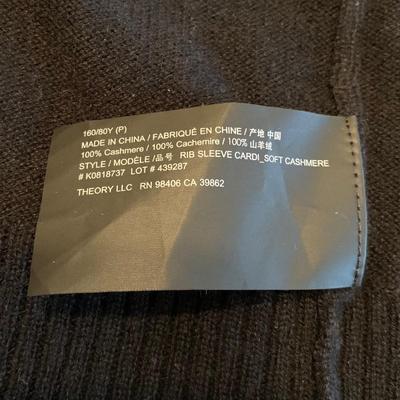 160/80Y (P)
MADE IN CHINA / FABRIQUÉ EN CHINE / 产地 中国
100% Cashmere / 100% Cachemire / 100% 山羊绒
STYLE / MODÈLE / 品号 RIB SLEEVE CARDI_SOFT CASHMERE
# K0818737 LOT # 439287
THEORY LLC RN 98406 CA 39862